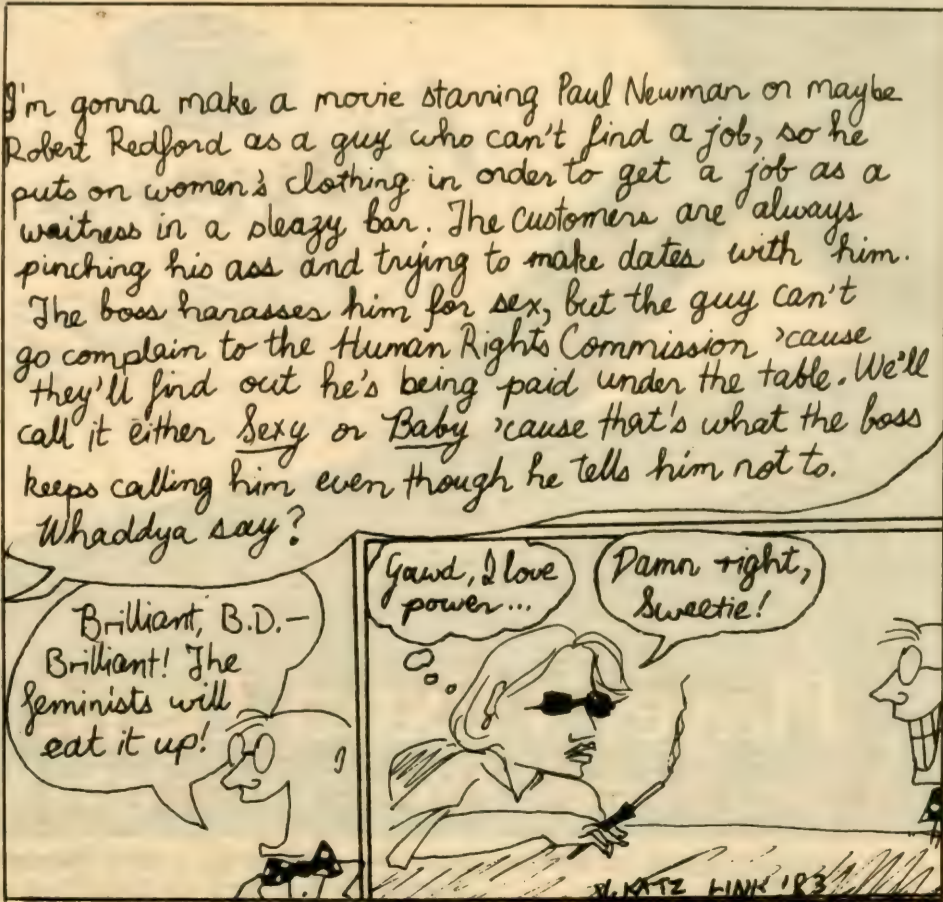 I'm gonna make a movie starring Paul Newman or maybe
Robert Redford as a guy who can't find a job, so he
puts on women's clothing in order to get a job as a
waitress in a sleazy bar. The customers are always
pinching his ass and trying to make dates with him.
The boss harasses him for sex, but the guy can't
go complain to the Human Rights Commission 'cause
they'll find out he's being paid under the table. We'll
call it either Sexy or Baby 'cause that's what the boss
keeps calling him even though he tells him not to.
Whaddya say?
Brilliant, B.D.—
Brilliant! The
feminists will
eat it up!
Gawd, I love
power...
Damn right,
Sweetie!
KATZ LINK '83